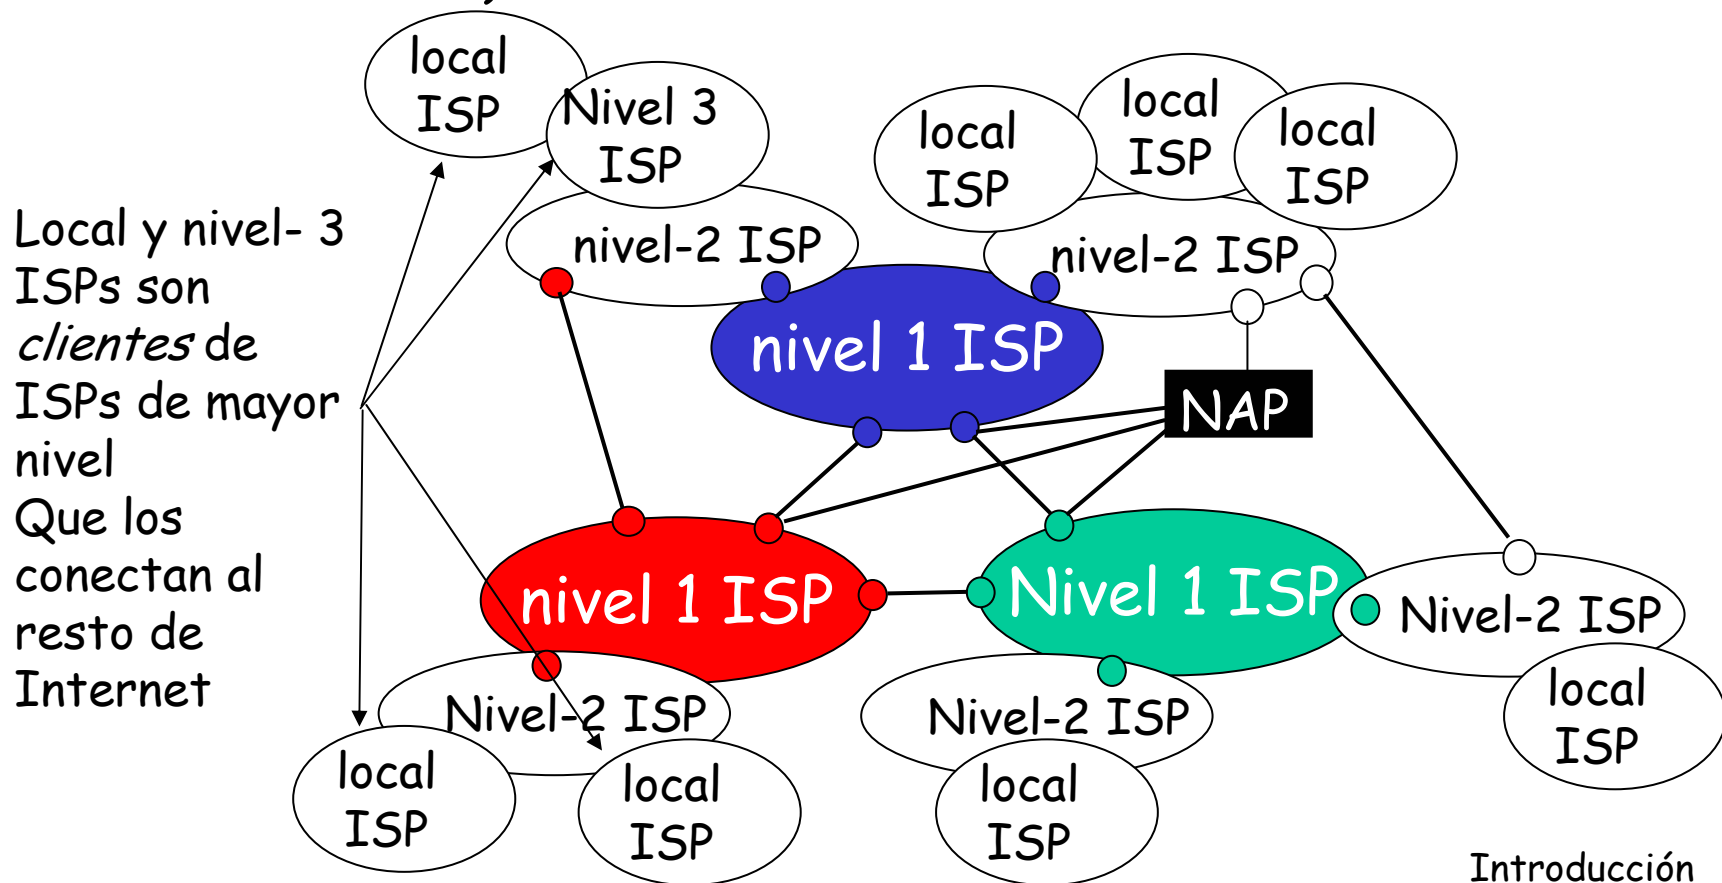 local
ISP
Nivel 3
ISP
local
ISP
local
ISP
local
ISP
Local y nivel- 3
ISPs son
clientes de
ISPs de mayor
nivel
Que los
conectan al
resto de
Internet
nivel-2 ISP
nivel-2 ISP
nivel 1 ISP
NAP
nivel 1 ISP
Nivel 1 ISP
Nivel-2 ISP
Nivel-2 ISP
Nivel-2 ISP
local
ISP
local
ISP
local
ISP
local
ISP
Introducción